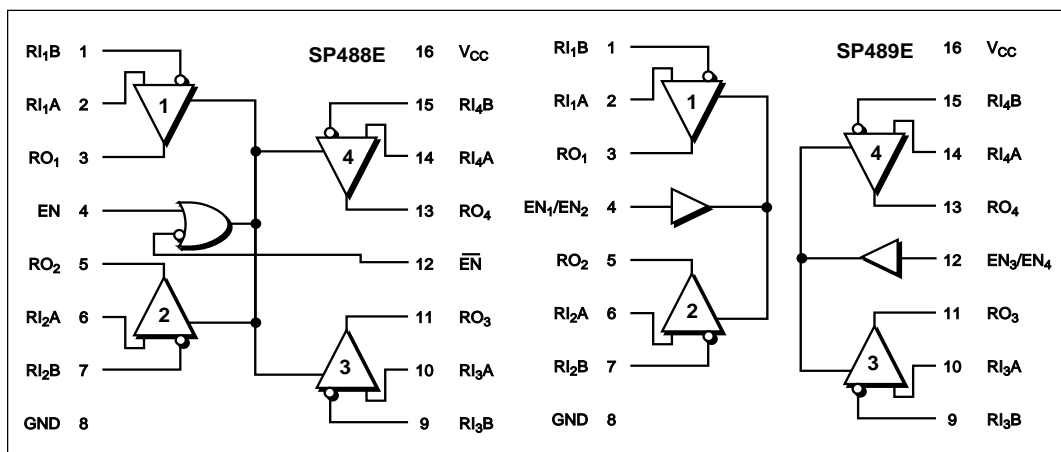 SP488E
RI₁B 1
RI₁A 2
RO₁ 3
EN 4
RO₂ 5
RI₂A 6
RI₂B 7
GND 8
16 V_CC
15 RI₄B
14 RI₄A
13 RO₄
12 E̅N̅
11 RO₃
10 RI₃A
9 RI₃B
1
2
3
4
SP489E
RI₁B 1
RI₁A 2
RO₁ 3
EN₁/EN₂ 4
RO₂ 5
RI₂A 6
RI₂B 7
GND 8
16 V_CC
15 RI₄B
14 RI₄A
13 RO₄
12 EN₃/EN₄
11 RO₃
10 RI₃A
9 RI₃B
1
2
3
4